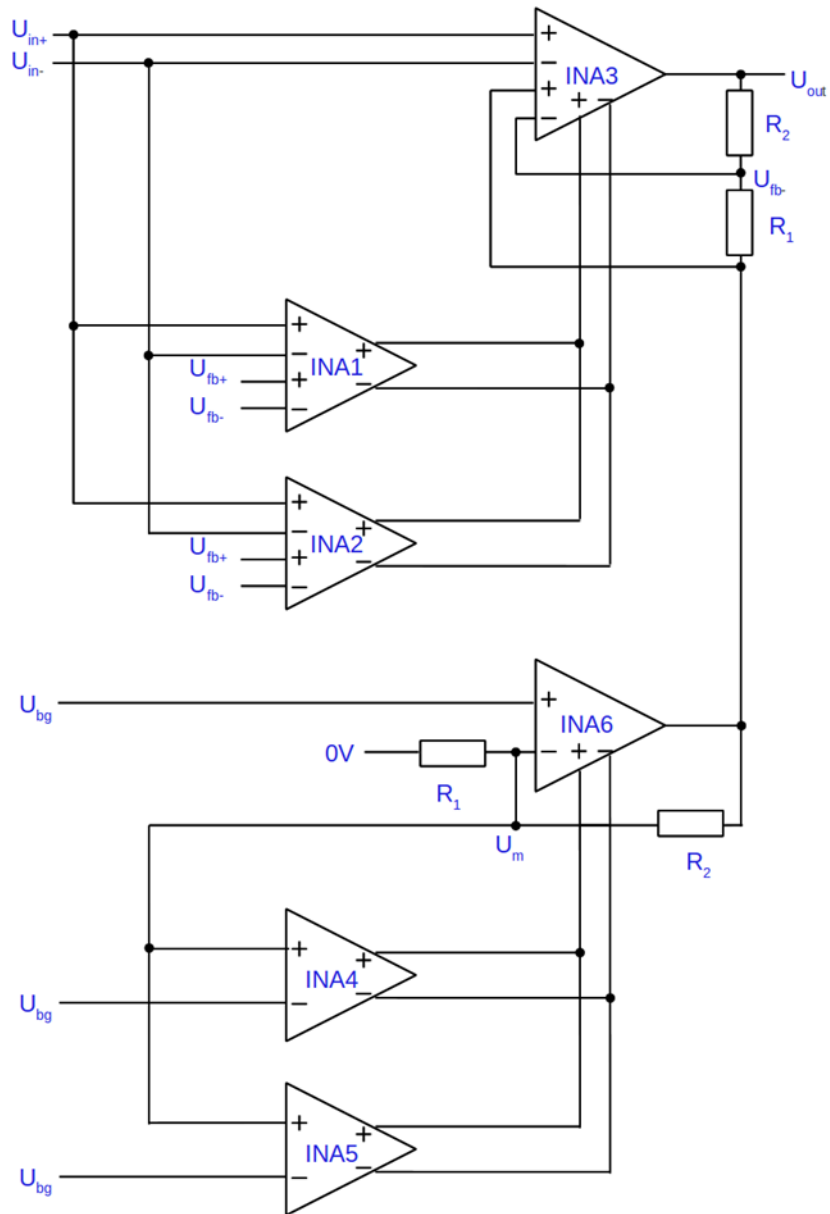 Uin+
Uin-
+
−
INA3
+
−
+ −
Uout
R2
Ufb-
R1
+
−
INA1
+
−
Ufb+
+
Ufb-
−
+
−
INA2
+
−
Ufb+
+
Ufb-
−
Ubg
+
INA6
0V
−
+ −
R1
Um
R2
+
+
INA4
−
Ubg
−
+
+
INA5
−
Ubg
−